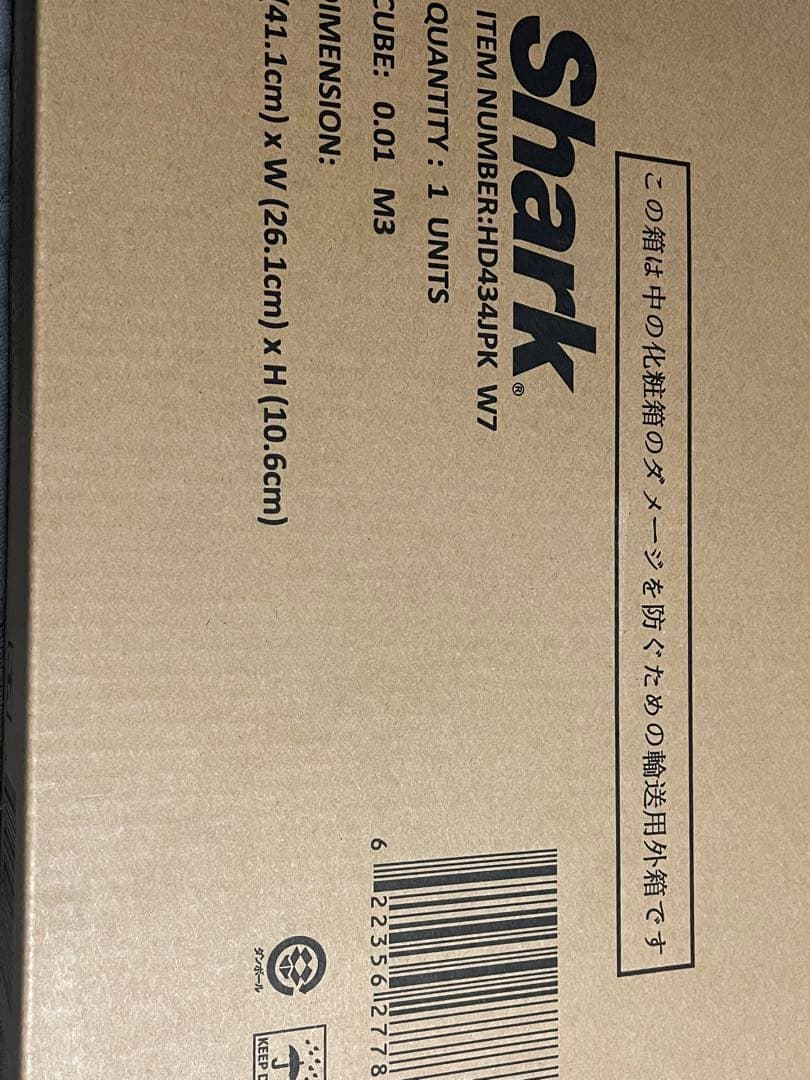 この箱は中の化粧箱のダメージを防ぐための輸送用外箱です
Shark®
ITEM NUMBER:HD434JPK W7
QUANTITY: 1 UNITS
CUBE: 0.01 M3
DIMENSION:
(41.1cm) x W (26.1cm) x H (10.6cm)
6 22356 2778
ダンボール
KEEP